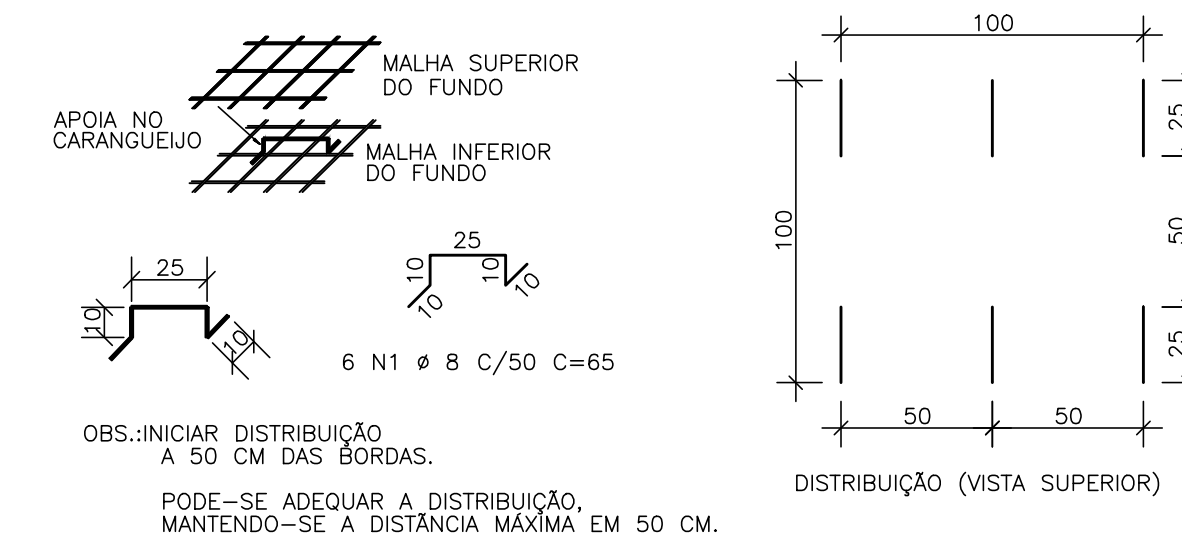 MALHA SUPERIOR
DO FUNDO
APOIA NO
CARANGUEIJO
MALHA INFERIOR
DO FUNDO
25
10
10
25
10
10
10
10
6 N1 ø 8 C/50 C=65
OBS.:INICIAR DISTRIBUIÇÃO
A 50 CM DAS BORDAS.
PODE-SE ADEQUAR A DISTRIBUIÇÃO,
MANTENDO-SE A DISTÃNCIA MÁXIMA EM 50 CM.
100
100
25
50
25
50
50
DISTRIBUIÇÃO (VISTA SUPERIOR)